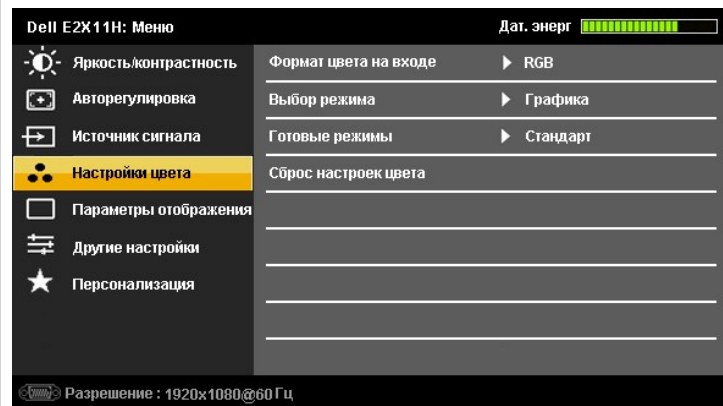 Dell E2X11H: Меню Дат. энерг
Яркость/контрастность Формат цвета на входе RGB
Авторегулировка Выбор режима Графика
Источник сигнала Готовые режимы Стандарт
Настройки цвета Сброс настроек цвета
Параметры отображения
Другие настройки
Персонализация
Разрешение : 1920x1080@60 Гц